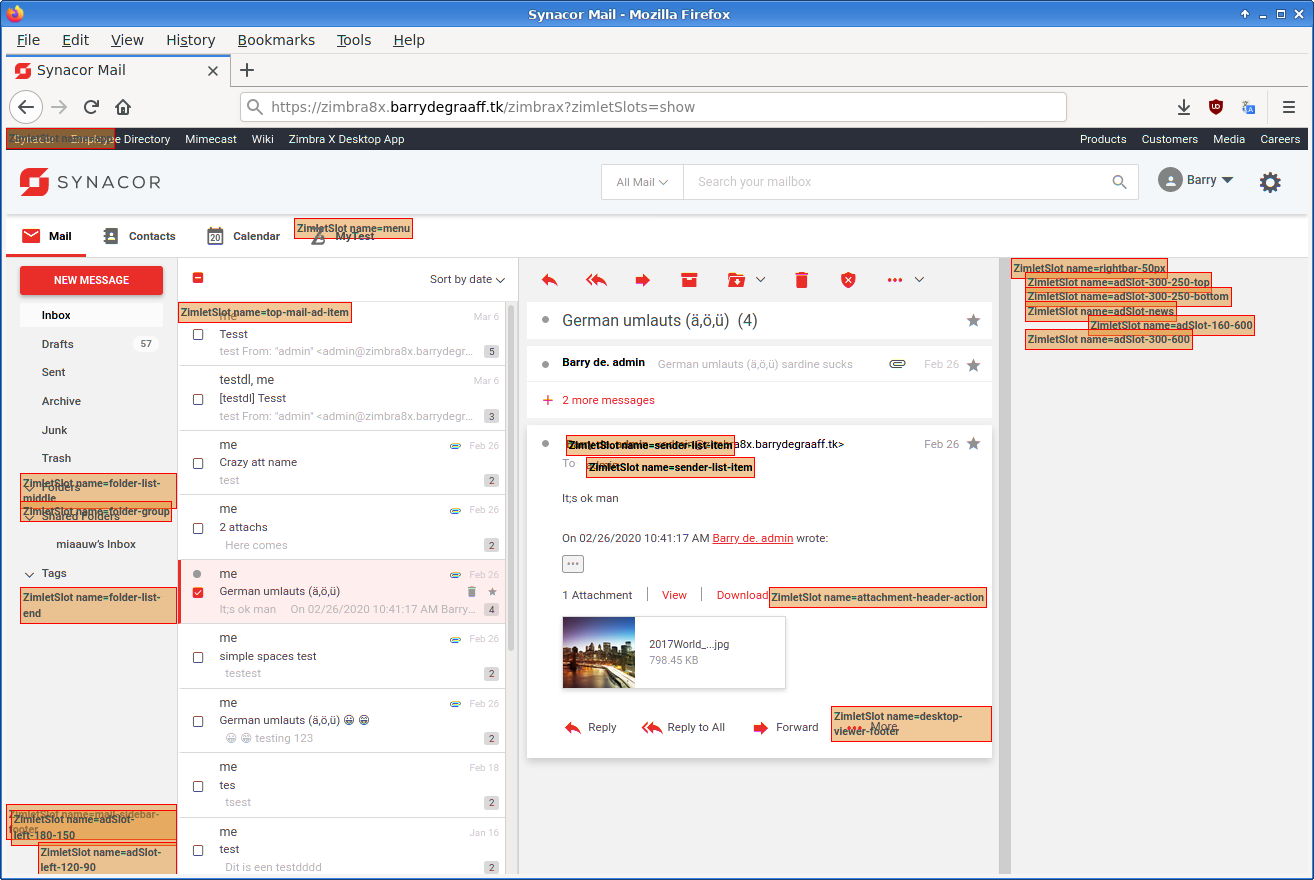 Synacor Mail - Mozilla Firefox
File Edit View History Bookmarks Tools Help
Synacor Mail
https://zimbra8x.barrydegraaff.tk/zimbrax?zimletSlots=show
Directory Mimecast Wiki Zimbra X Desktop App Products Customers Media Careers
SYNACOR All Mail Search your mailbox Barry
ZimletSlot name=menu
Mail Contacts Calendar 20 MyTest
NEW MESSAGE
Inbox
Drafts 57
Sent
Archive
Junk
Trash
ZimletSlot name=folder-list-
middle
Folders
ZimletSlot name=folder-group
Shared Folders
miaauw's Inbox
Tags
ZimletSlot name=folder-list-
end
ZimletSlot name=mail-sidebar-
footer
ZimletSlot name=adSlot-
left-180-150
ZimletSlot name=adSlot-
left-120-90
Sort by date
ZimletSlot name=top-mail-ad-item
me Mar 6
Tesst
test From: "admin" <admin@zimbra8x.barrydegr... 5
testdl, me Mar 6
[testdl] Tesst
test From: "admin" <admin@zimbra8x.barrydegr... 3
me Feb 26
Crazy att name
test 2
me Feb 26
2 attachs
Here comes 2
me Feb 26
German umlauts (ä,ö,ü)
It;s ok man On 02/26/2020 10:41:17 AM Barry... 4
me Feb 26
simple spaces test
testest 2
me Feb 26
German umlauts (ä,ö,ü) 😀 😁
😀 😁 testing 123 2
me Feb 18
tes
tsest 2
me Jan 16
test
Dit is een testdddd 2
German umlauts (ä,ö,ü) (4)
Barry de. admin German umlauts (ä,ö,ü) sardine sucks Feb 26
+ 2 more messages
ZimletSlot name=sender-list-item a8x.barrydegraaff.tk> Feb 26
To ZimletSlot name=sender-list-item
It;s ok man
On 02/26/2020 10:41:17 AM Barry de. admin wrote:
...
1 Attachment View Download ZimletSlot name=attachment-header-action
2017World_...jpg
798.45 KB
Reply Reply to All Forward More
ZimletSlot name=desktop-
viewer-footer
ZimletSlot name=rightbar-50px
ZimletSlot name=adSlot-300-250-top
ZimletSlot name=adSlot-300-250-bottom
ZimletSlot name=adSlot-news
ZimletSlot name=adSlot-160-600
ZimletSlot name=adSlot-300-600